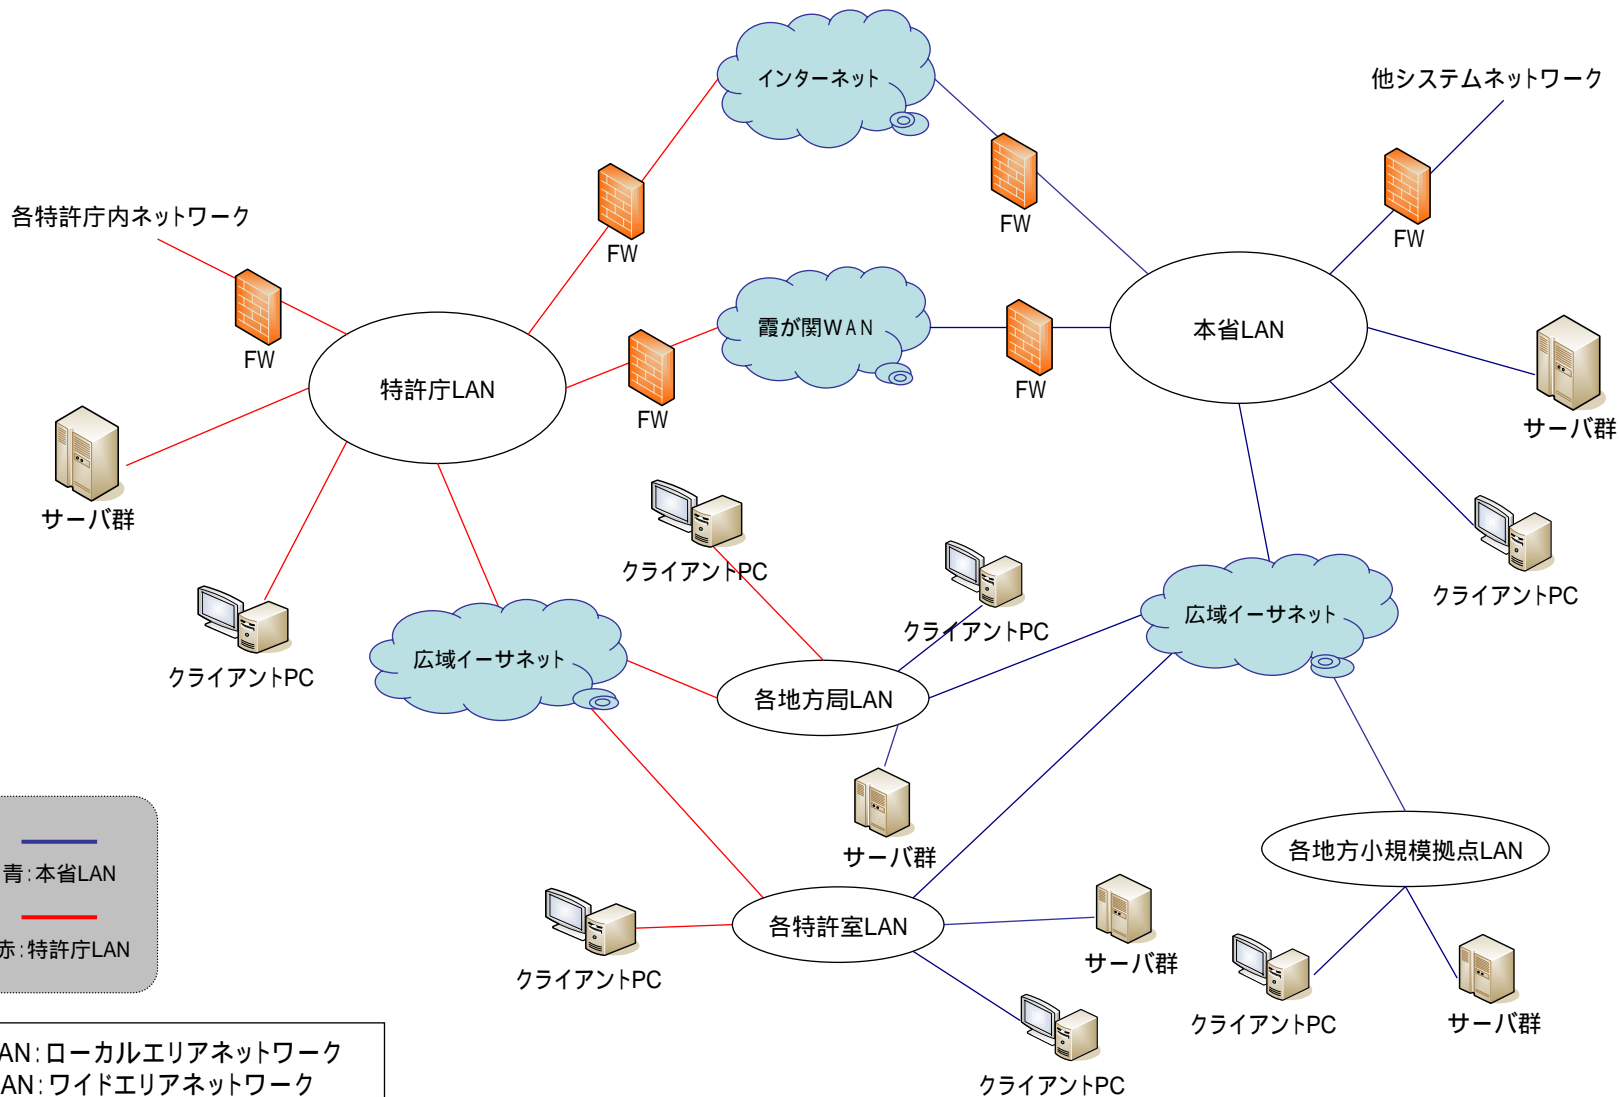 インターネット
他システムネットワーク
各特許庁内ネットワーク
FW
FW
FW
FW
霞が関WAN
本省LAN
FW
FW
特許庁LAN
サーバ群
サーバ群
クライアントPC
クライアントPC
クライアントPC
広域イーサネット
クライアントPC
広域イーサネット
各地方局LAN
サーバ群
青:本省LAN
各地方小規模拠点LAN
各特許室LAN
赤:特許庁LAN
サーバ群
クライアントPC
クライアントPC
サーバ群
AN:ローカルエリアネットワーク
AN:ワイドエリアネットワーク
クライアントPC